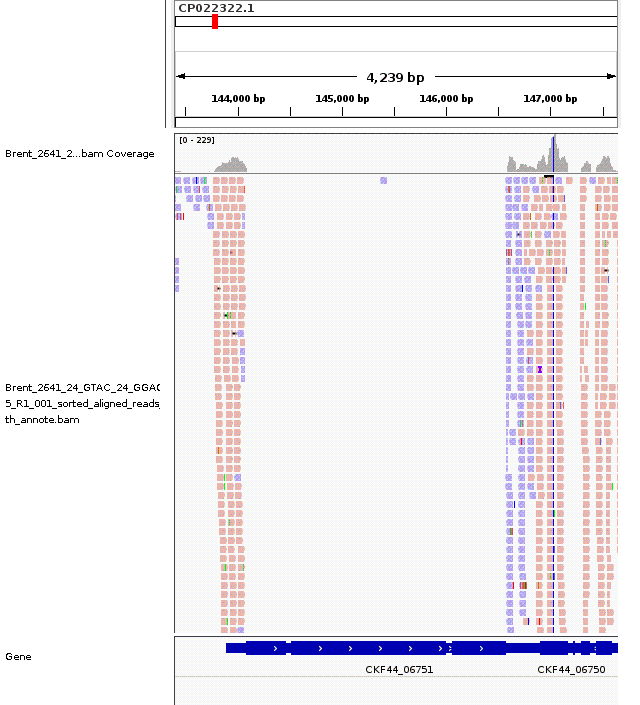 CP022322.1
4,239 bp
144,000 bp 145,000 bp 146,000 bp 147,000 bp
[0 - 229]
Brent_2641_2...bam Coverage
Brent_2641_24_GTAC_24_GGAC
5_R1_001_sorted_aligned_reads_
th_annote.bam
Gene
CKF44_06751 CKF44_06750